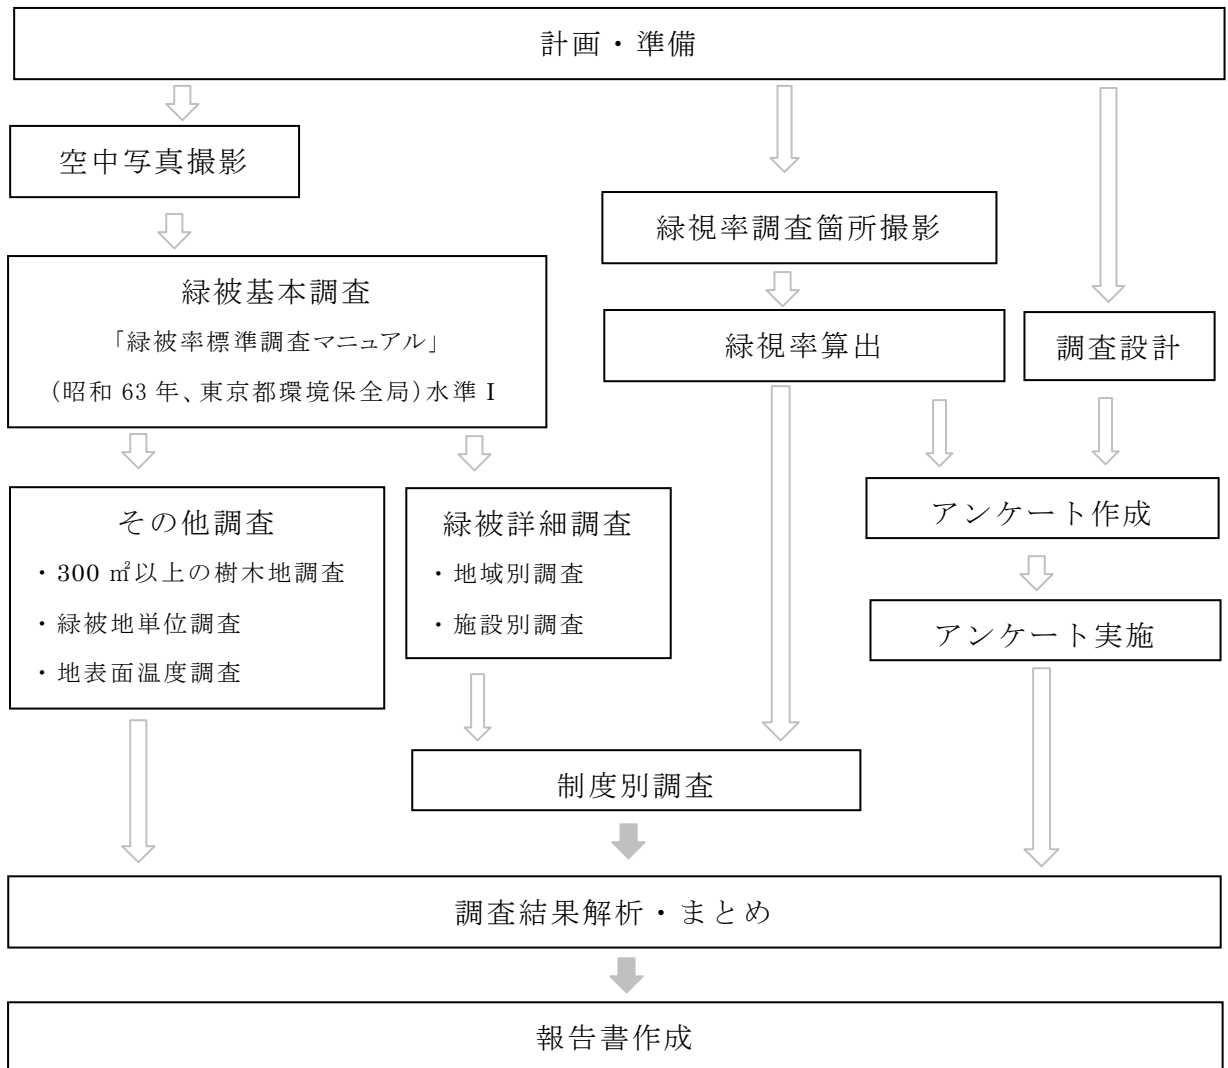 計画・準備
空中写真撮影
緑視率調査箇所撮影
緑被基本調査
「緑被率標準調査マニュアル」
(昭和 63 年、東京都環境保全局)水準 I
緑視率算出
調査設計
その他調査
・300 ㎡以上の樹木地調査
・緑被地単位調査
・地表面温度調査
緑被詳細調査
・地域別調査
・施設別調査
アンケート作成
アンケート実施
制度別調査
調査結果解析・まとめ
報告書作成